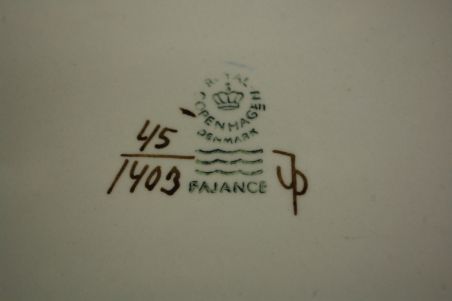 ROYAL
COPENHAGEN
DENMARK
45
1403
FAJANCE